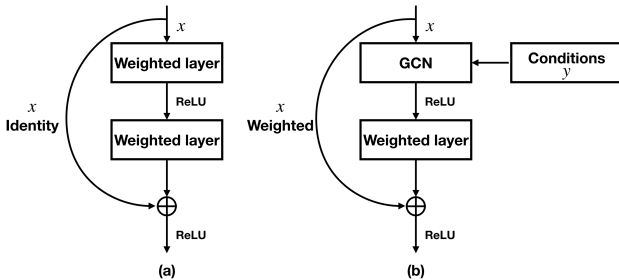 x
Weighted layer
ReLU
x
Identity
Weighted layer
ReLU
(a)
x
GCN
Conditions
y
ReLU
x
Weighted
Weighted layer
ReLU
(b)